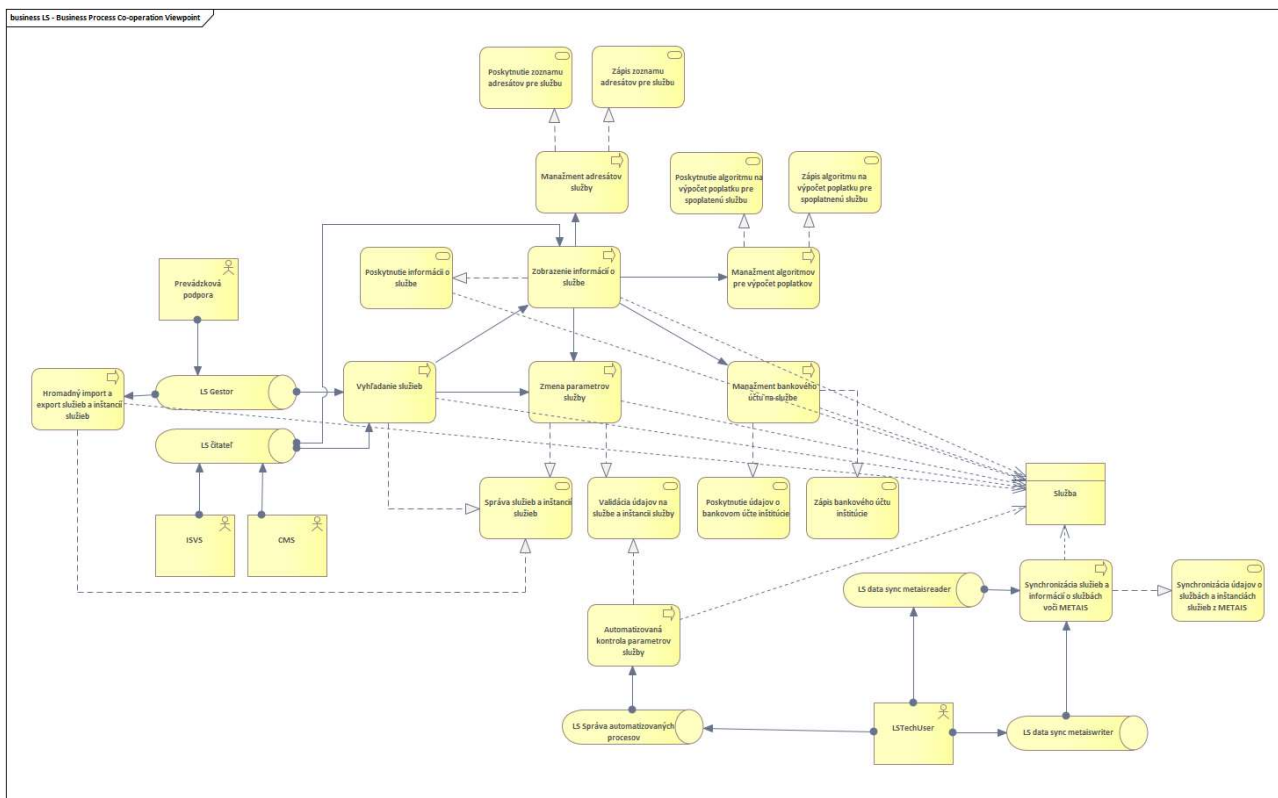 business LS - Business Process Co-operation Viewpoint
Poskytnutie zoznamu
adresátov pre službu
Zápis zoznamu
adresátov pre službu
Manažment adresátov
služby
Poskytnutie algoritmu na
výpočet poplatku pre
spoplatenú službu
Zápis algoritmu na
výpočet poplatku pre
spoplatnenú službu
Prevádzková
podpora
Poskytnutie informácií o
službe
Zobrazenie informácií o
službe
Manažment algoritmov
pre výpočet poplatkov
Hromadný import a
export služieb a inštancií
služieb
LS Gestor
Vyhľadanie služieb
Zmena parametrov
služby
Manažment bankového
účtu na službe
LS čitateľ
ISVS
CMS
Správa služieb a inštancií
služieb
Validácia údajov na
službe a inštancii služby
Poskytnutie údajov o
bankovom účte inštitúcie
Zápis bankového účtu
inštitúcie
Služba
LS data sync metaisreader
Synchronizácia služieb a
informácií o službách
voči METAIS
Synchronizácia údajov o
službách a inštanciách
služieb z METAIS
Automatizovaná
kontrola parametrov
služby
LS Správa automatizovaných
procesov
LSTechUser
LS data sync metaiswriter